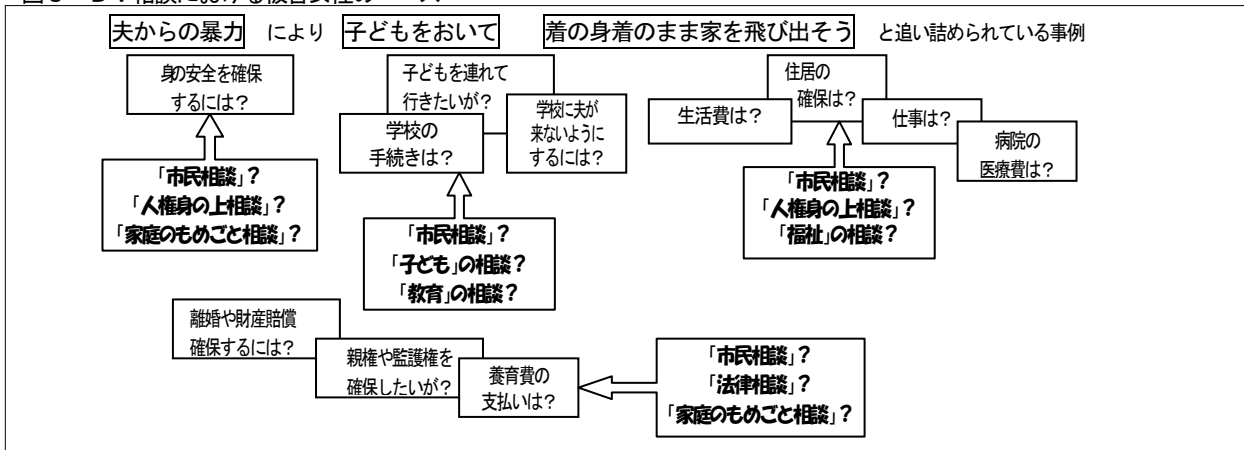 夫からの暴力 により 子どもをおいて 着の身着のまま家を飛び出そう と追い詰められている事例
身の安全を確保
するには？
子どもを連れて
行きたいが？
学校の
手続きは？
学校に夫が
来ないように
するには？
住居の
確保は？
生活費は？
仕事は？
病院の
医療費は？
「市民相談」？
「人権身の上相談」？
「家庭のもめごと相談」？
「市民相談」？
「子ども」の相談？
「教育」の相談？
「市民相談」？
「人権身の上相談」？
「福祉」の相談？
離婚や財産賠償
確保するには？
親権や監護権を
確保したいが？
養育費の
支払いは？
「市民相談」？
「法律相談」？
「家庭のもめごと相談」？